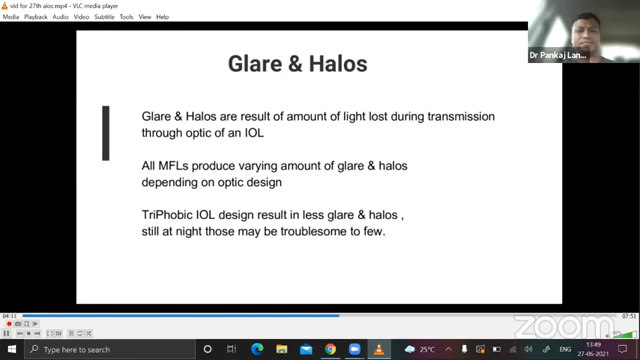 vid for 27th aioc.mp4 - VLC media player
Media Playback Audio Video Subtitle Tools View Help
Dr Pankaj Lan...
Glare & Halos
Glare & Halos are result of amount of light lost during transmission
through optic of an IOL
All MFLs produce varying amount of glare & halos
depending on optic design
TriPhobic IOL design result in less glare & halos ,
still at night those may be troublesome to few.
04:11
07:51
zoom
Type here to search
25°C
ENG
13:49
27-06-2021